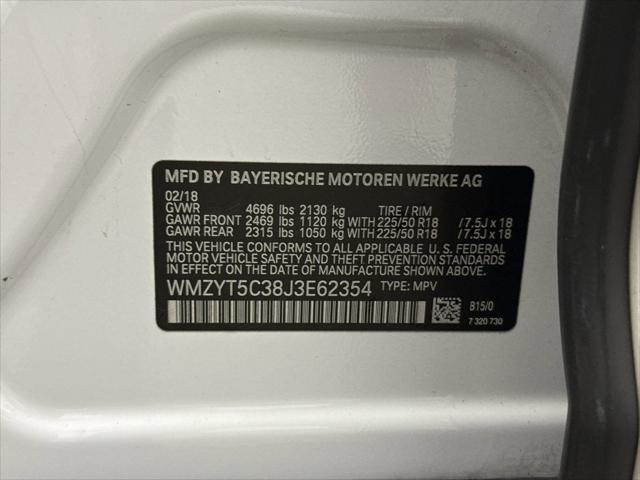 MFD BY BAYERISCHE MOTOREN WERKE AG
02/18
GVWR 4696 lbs 2130 kg TIRE / RIM
GAWR FRONT 2469 lbs 1120 kg WITH 225/50 R18 /7.5J x 18
GAWR REAR 2315 lbs 1050 kg WITH 225/50 R18 /7.5J x 18
THIS VEHICLE CONFORMS TO ALL APPLICABLE U. S. FEDERAL
MOTOR VEHICLE SAFETY, BUMPER AND THEFT PREVENTION
STANDARDS IN EFFECT ON THE DATE OF MANUFACTURE SHOWN ABOVE.
WMZYT5C38J3E62354 TYPE: MPV
B15/0
7 320 730